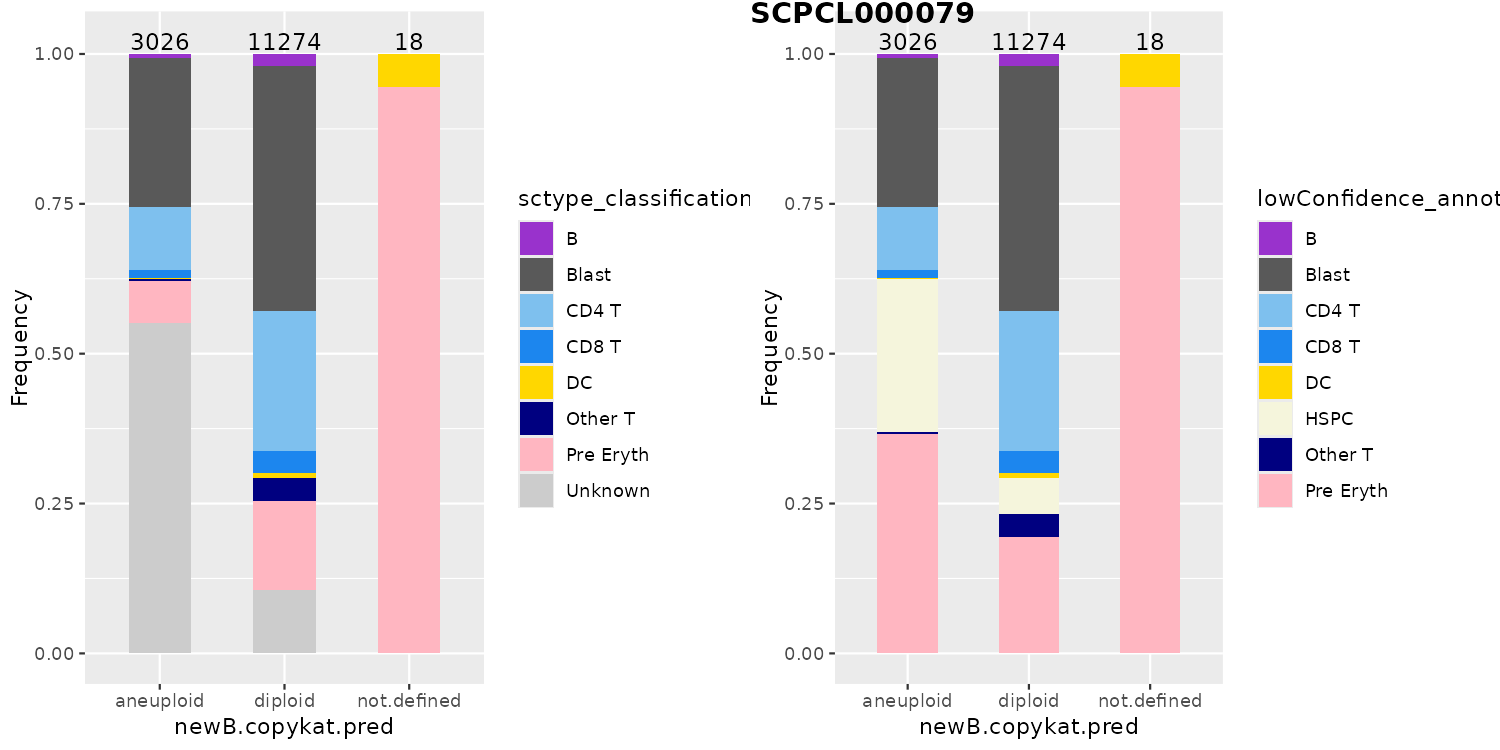 SCPCL000079
3026 11274 18
1.00
0.75
0.50
0.25
0.00
Frequency
aneuploid diploid not.defined
newB.copykat.pred
sctype_classification
B
Blast
CD4 T
CD8 T
DC
Other T
Pre Eryth
Unknown
3026 11274 18
1.00
0.75
0.50
0.25
0.00
Frequency
aneuploid diploid not.defined
newB.copykat.pred
lowConfidence_annot
B
Blast
CD4 T
CD8 T
DC
HSPC
Other T
Pre Eryth